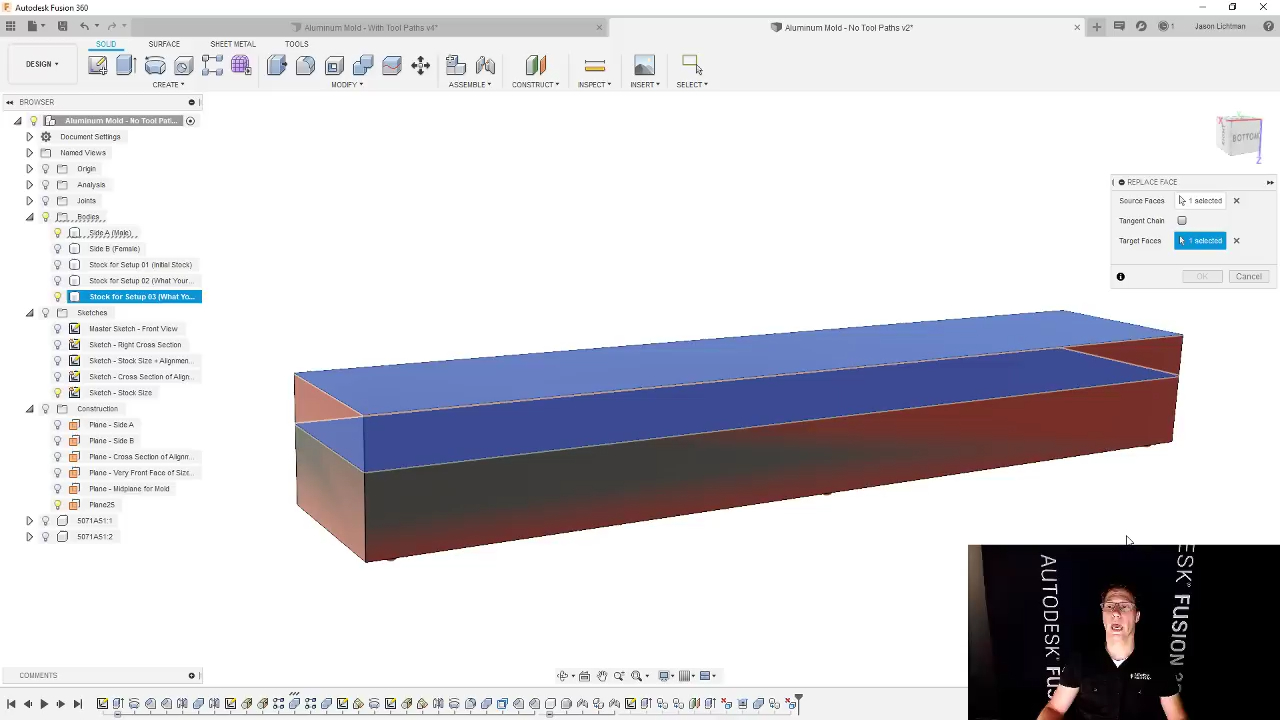 Autodesk Fusion 360
Aluminum Mold - With Tool Paths v4*
Aluminum Mold - No Tool Paths v2*
1
Jason Lichtman
SOLID
SURFACE
SHEET METAL
TOOLS
DESIGN
CREATE
MODIFY
ASSEMBLE
CONSTRUCT
INSPECT
INSERT
SELECT
BROWSER
Aluminum Mold - No Tool Pat...
Document Settings
Named Views
Origin
Analysis
Joints
Bodies
Side A (Male)
Side B (Female)
Stock for Setup 01 (Initial Stock)
Stock for Setup 02 (What Your...
Stock for Setup 03 (What Yo...
Sketches
Master Sketch - Front View
Sketch - Right Cross Section
Sketch - Stock Size + Alignmen...
Sketch - Cross Section of Align...
Sketch - Stock Size
Construction
Plane - Side A
Plane - Side B
Plane - Cross Section of Alignm...
Plane - Very Front Face of Size...
Plane - Midplane for Mold
Plane25
5071A51:1
5071A51:2
X
BOTTOM
Z
REPLACE FACE
Source Faces
1 selected
Tangent Chain
Target Faces
1 selected
OK
Cancel
AUTODESK
FUS
ESK® FUSION
COMMENTS